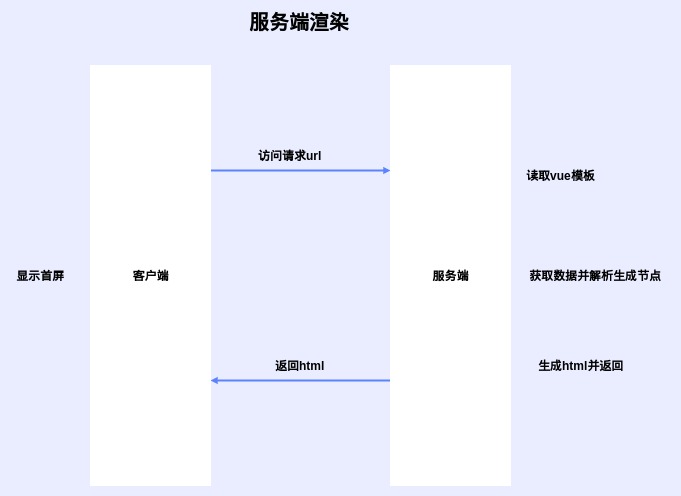 服务端渲染
访问请求url
读取vue模板
显示首屏
客户端
服务端
获取数据并解析生成节点
返回html
生成html并返回